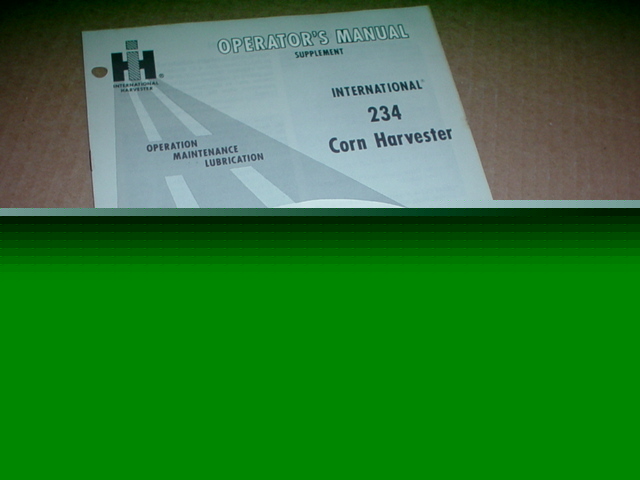 OPERATOR'S MANUAL
SUPPLEMENT
IH®
INTERNATIONAL
HARVESTER
INTERNATIONAL®
234
Corn Harvester
OPERATION
MAINTENANCE
LUBRICATION